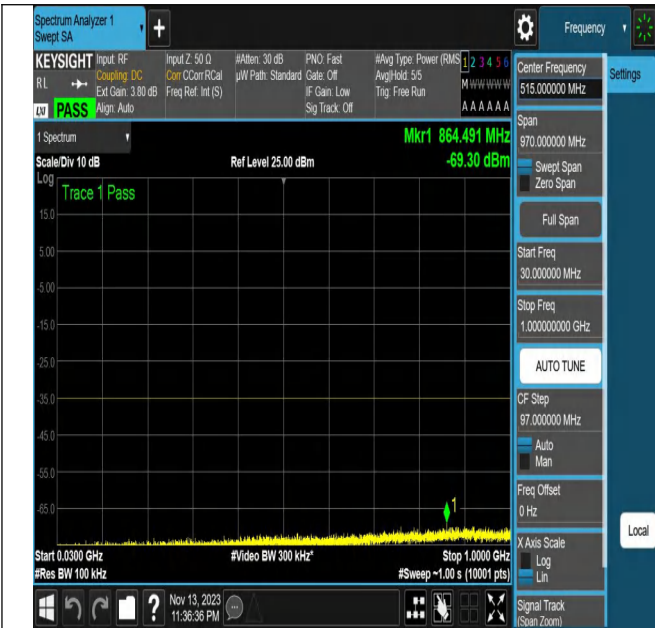 Spectrum Analyzer 1
Swept SA
Frequency
KEYSIGHT
RL
PASS
Input: RF
Coupling: DC
Ext Gain: 3.80 dB
Align: Auto
Input Z: 50 Ω
Corr CCorr RCal
Freq Ref: Int (S)
#Atten: 30 dB
µW Path: Standard
PNO: Fast
Gate: Off
IF Gain: Low
Sig Track: Off
#Avg Type: Power (RMS
Avg|Hold: 5/5
Trig: Free Run
1 2 3 4 5 6
M W W W W W
A A A A A A
1 Spectrum
Scale/Div 10 dB
Ref Level 25.00 dBm
Mkr1 864.491 MHz
-69.30 dBm
Log
Trace 1 Pass
15.0
5.00
-5.00
-15.0
-25.0
-35.0
-45.0
-55.0
-65.0
1
Start 0.0300 GHz
#Video BW 300 kHz*
Stop 1.0000 GHz
#Res BW 100 kHz
#Sweep ~1.00 s (10001 pts)
Nov 13, 2023
11:36:36 PM
Center Frequency
515.000000 MHz
Settings
Span
970.000000 MHz
Swept Span
Zero Span
Full Span
Start Freq
30.000000 MHz
Stop Freq
1.000000000 GHz
AUTO TUNE
CF Step
97.000000 MHz
Auto
Man
Freq Offset
0 Hz
Local
X Axis Scale
Log
Lin
Signal Track
(Span Zoom)